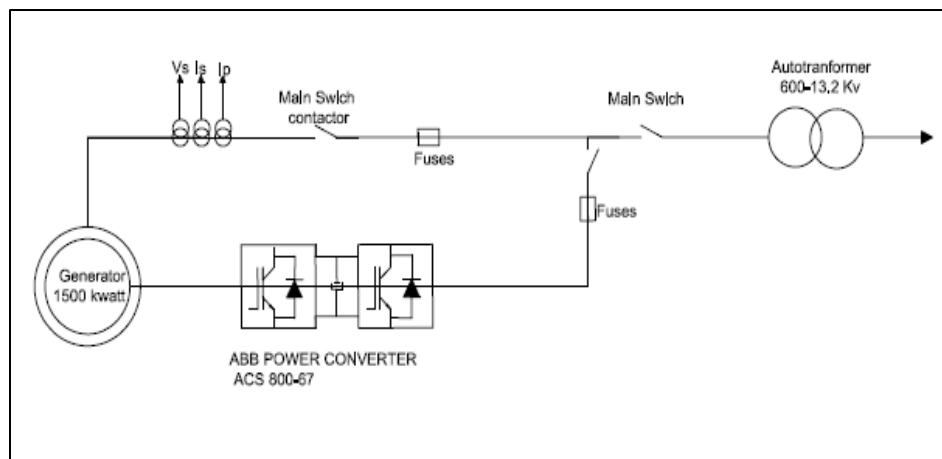 Vs Is Ip
Main Swich
contactor
Fuses
Main Swich
Autotranformer
600-13,2 Kv
Fuses
Generator
1500 kwatt
ABB POWER CONVERTER
ACS 800-67